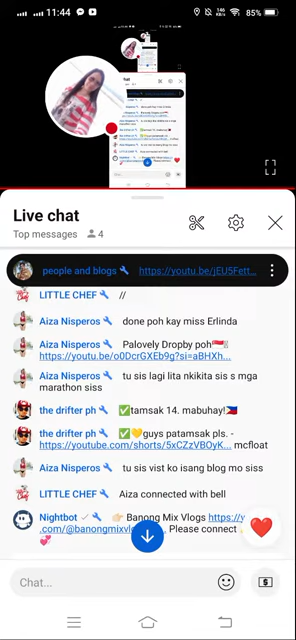 11:44
146
KB/s
85%
Live chat
Top messages 4
people and blogs https://youtu.be/jEU5Fett...
LITTLE CHEF //
Aiza Nisperos done poh kay miss Erlinda
Aiza Nisperos Palovely Dropby poh
https://youtu.be/o0DcrGXEb9g?si=aBHXh...
Aiza Nisperos tu sis lagi lita nkikita sis s mga
marathon siss
the drifter ph ✅tamsak 14. mabuhay!🇵🇭
the drifter ph ✅💛guys patamsak pls. -
https://youtube.com/shorts/5xCZzVBOyK... mcfloat
Aiza Nisperos tu sist vist ko isang blog mo siss
LITTLE CHEF Aiza connected with bell
Nightbot 👉🏻 Banong Mix Vlogs https://y
.com/@banongmixvl Please connect
Chat...